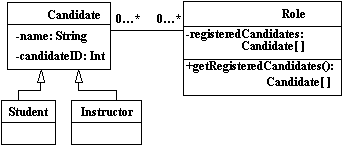 Candidate
-name: String
-candidateID: Int
0...*
0...*
Role
-registeredCandidates:
Candidate[ ]
+getRegisteredCandidates():
Candidate[ ]
Student
Instructor